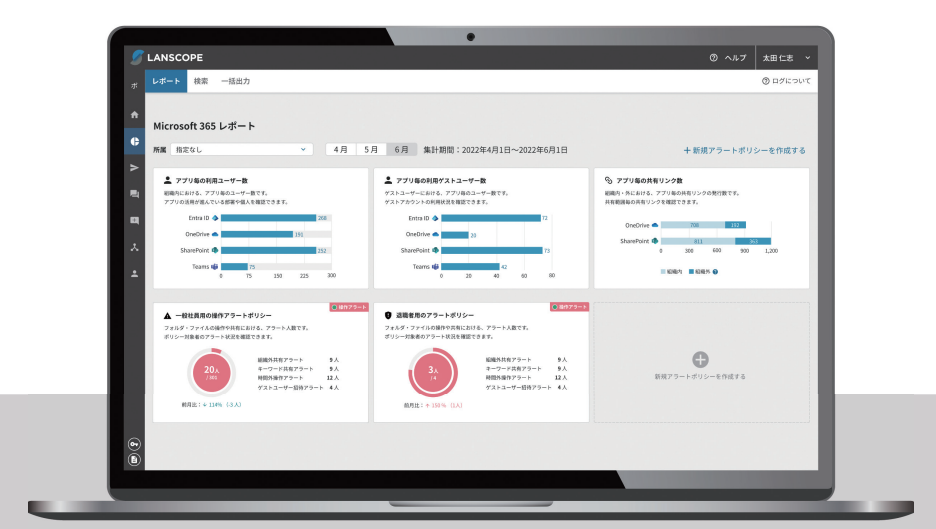 LANSCOPE
ヘルプ
太田 仁志
ボ
レポート 検索 一括出力
ログについて
Microsoft 365 レポート
所属 指定なし
4月 5月 6月
集計期間：2022年4月1日～2022年6月1日
＋新規アラートポリシーを作成する
アプリ毎の利用ユーザー数
組織内における、アプリ毎のユーザー数です。
アプリの活用が進んでいる部署や個人を確認できます。
Entra ID 260
OneDrive 191
SharePoint 252
Teams 75
0 75 150 225 300
アプリ毎の利用ゲストユーザー数
ゲストユーザーにおける、アプリ毎のユーザー数です。
ゲストアカウントの利用状況を確認できます。
Entra ID 72
OneDrive 20
SharePoint 73
Teams 42
0 20 40 60 80
アプリ毎の共有リンク数
組織内・外における、アプリ毎の共有リンクの発行数です。
共有範囲毎の共有リンクを確認できます。
OneDrive 708 192
SharePoint 811 363
0 300 600 900 1,200
組織内 組織外
操作アラート
一般社員用の操作アラートポリシー
フォルダ・ファイルの操作や共有における、アラート人数です。
ポリシー対象者のアラート状況を確認できます。
20人
組織外共有アラート 9人
キーワード共有アラート 9人
時間外操作アラート 12人
ゲストユーザー招待アラート 4人
前月比：↓ 114% (-3人)
操作アラート
退職者用のアラートポリシー
フォルダ・ファイルの操作や共有における、アラート人数です。
ポリシー対象者のアラート状況を確認できます。
3人
/ 4
組織外共有アラート 9人
キーワード共有アラート 9人
時間外操作アラート 12人
ゲストユーザー招待アラート 4人
前月比：↑ 150% (1人)
新規アラートポリシーを作成する